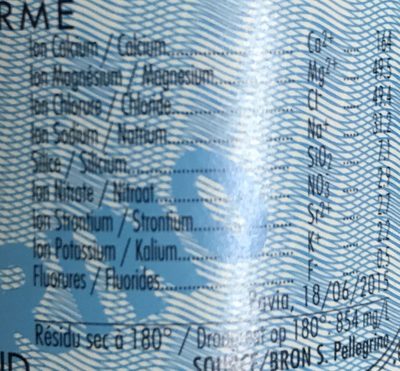 RME
Ion Calcium / Calcium............ Ca²⁺ .... 164
Ion Magnésium / Magnesium........ Mg²⁺ .... 49,5
Ion Chlorure / Chloride............ Cl⁻ .... 49,4
Ion Sodium / Natrium............ Na⁺ ....
Silice / Silicium............ SiO₂ ....
Ion Nitrate / Nitraat............ NO₃ ....
Ion Strontium / Strontium............ Sr²⁺ ....
Ion Potassium / Kalium............ K⁺ ....
Fluorures / Fluorides............ F⁻ ....
Pavia, 18/06/2015
Résidu sec à 180° / Droogrest op 180°: 854 mg/l
SOURCE/BRON S. Pellegrino